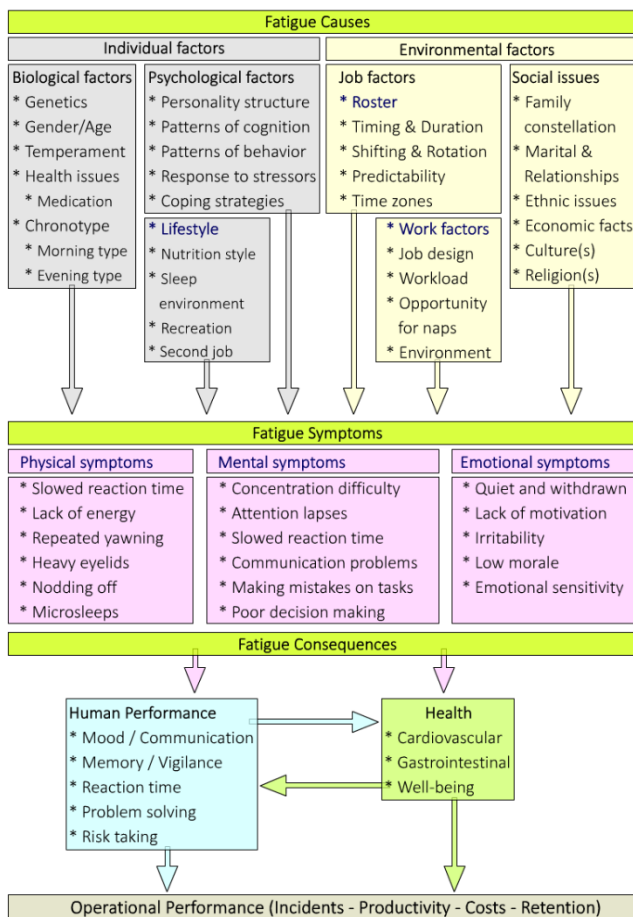 Fatigue Causes
Individual factors
Environmental factors
Biological factors
* Genetics
* Gender/Age
* Temperament
* Health issues
* Medication
* Chronotype
* Morning type
* Evening type
Psychological factors
* Personality structure
* Patterns of cognition
* Patterns of behavior
* Response to stressors
* Coping strategies
* Lifestyle
* Nutrition style
* Sleep
environment
* Recreation
* Second job
Job factors
* Roster
* Timing & Duration
* Shifting & Rotation
* Predictability
* Time zones
* Work factors
* Job design
* Workload
* Opportunity
for naps
* Environment
Social issues
* Family
constellation
* Marital &
Relationships
* Ethnic issues
* Economic facts
* Culture(s)
* Religion(s)
Fatigue Symptoms
Physical symptoms
* Slowed reaction time
* Lack of energy
* Repeated yawning
* Heavy eyelids
* Nodding off
* Microsleeps
Mental symptoms
* Concentration difficulty
* Attention lapses
* Slowed reaction time
* Communication problems
* Making mistakes on tasks
* Poor decision making
Emotional symptoms
* Quiet and withdrawn
* Lack of motivation
* Irritability
* Low morale
* Emotional sensitivity
Fatigue Consequences
Human Performance
* Mood / Communication
* Memory / Vigilance
* Reaction time
* Problem solving
* Risk taking
Health
* Cardiovascular
* Gastrointestinal
* Well-being
Operational Performance (Incidents - Productivity - Costs - Retention)